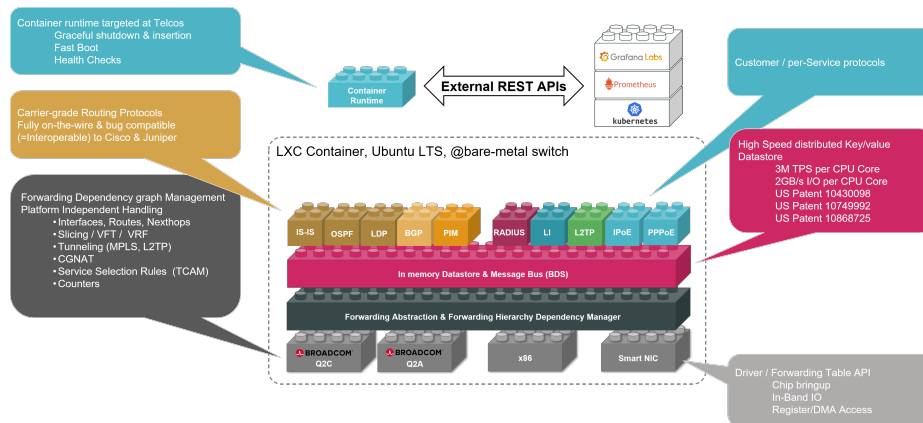 Container runtime targeted at Telcos
Graceful shutdown & insertion
Fast Boot
Health Checks
Container
Runtime
External REST APIs
Grafana Labs
Prometheus
kubernetes
Customer / per-Service protocols
Carrier-grade Routing Protocols
Fully on-the-wire & bug compatible
(=Interoperable) to Cisco & Juniper
LXC Container, Ubuntu LTS, @bare-metal switch
High Speed distributed Key/value
Datastore
3M TPS per CPU Core
2GB/s I/O per CPU Core
US Patent 10430098
US Patent 10749992
US Patent 10868725
Forwarding Dependency graph Management
Platform Independent Handling
• Interfaces, Routes, Nexthops
• Slicing / VFT / VRF
• Tunneling (MPLS, L2TP)
• CGNAT
• Service Selection Rules (TCAM)
• Counters
IS-IS
OSPF
LDP
BGP
PIM
RADIUS
LI
L2TP
IPoE
PPPoE
In memory Datastore & Message Bus (BDS)
Forwarding Abstraction & Forwarding Hierarchy Dependency Manager
BROADCOM
Q2C
BROADCOM
Q2A
x86
Smart NIC
Driver / Forwarding Table API
Chip bringup
In-Band IO
Register/DMA Access